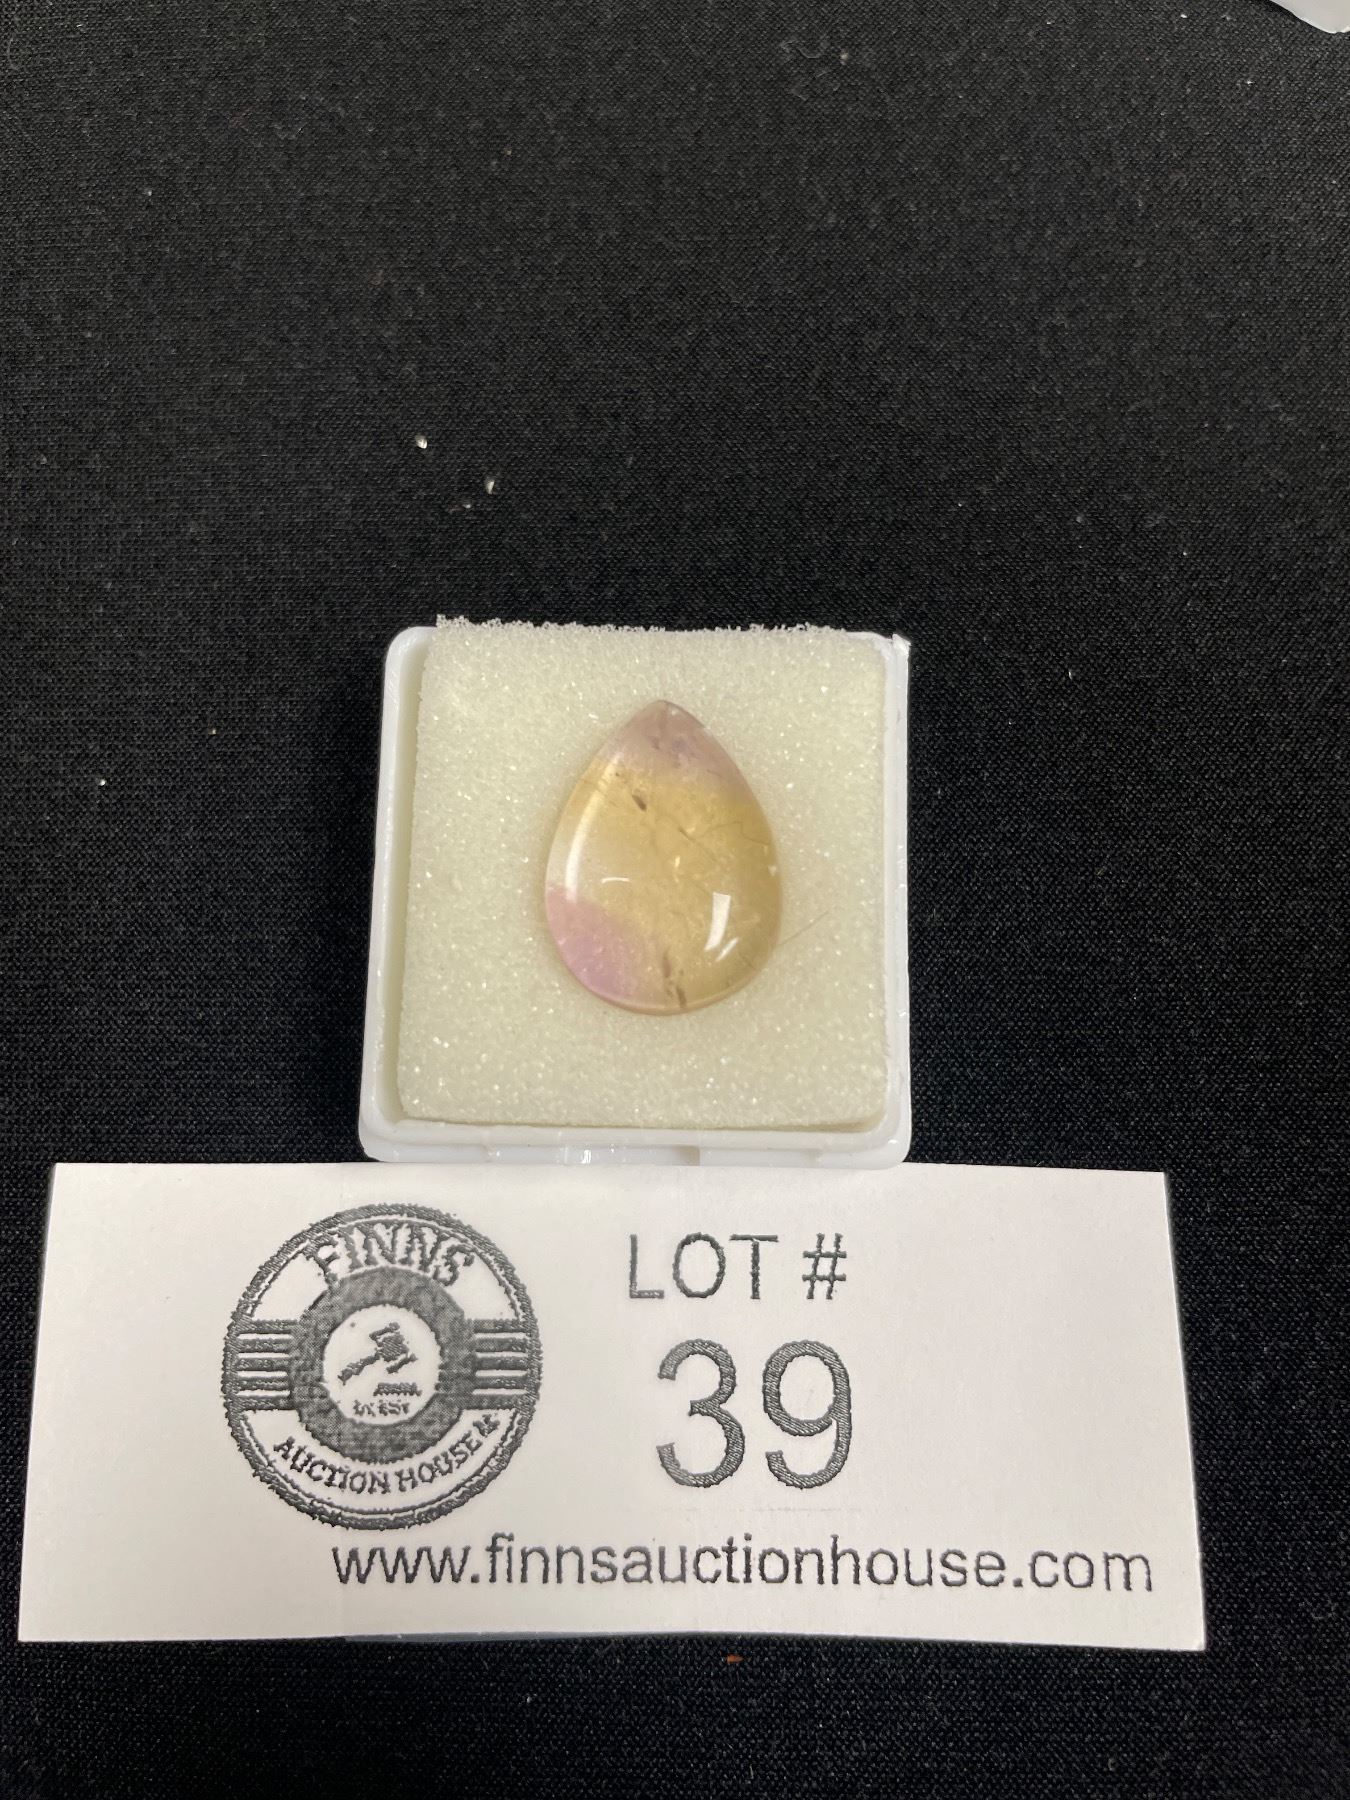 FINNS
AUCTION HOUSE
LOT #
39
www.finnsauctionhouse.com